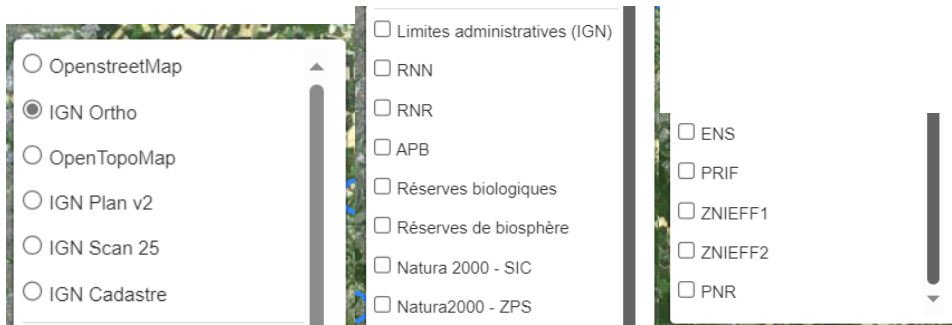 OpenstreetMap
IGN Ortho
OpenTopoMap
IGN Plan v2
IGN Scan 25
IGN Cadastre
Limites administratives (IGN)
RNN
RNR
APB
Réserves biologiques
Réserves de biosphère
Natura 2000 - SIC
Natura2000 - ZPS
ENS
PRIF
ZNIEFF1
ZNIEFF2
PNR